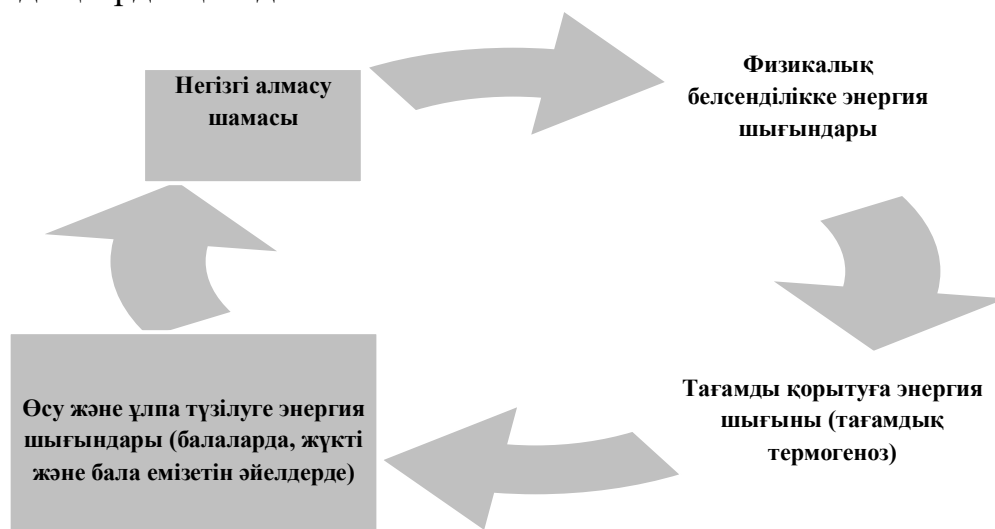 Негізгі алмасу
шамасы
Физикалық
белсенділікке энергия
шығындары
Тағамды қорытуға энергия
шығыны (тағамдық
термогеноз)
Өсу және ұлпа түзілуге энергия
шығындары (балаларда, жүкті
және бала емізетін әйелдерде)